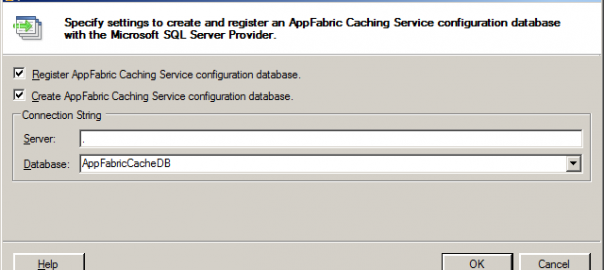 Specify settings to create and register an AppFabric Caching Service configuration database
with the Microsoft SQL Server Provider.
Register AppFabric Caching Service configuration database.
Create AppFabric Caching Service configuration database.
Connection String
Server: .
Database: AppFabricCacheDB
Help OK Cancel